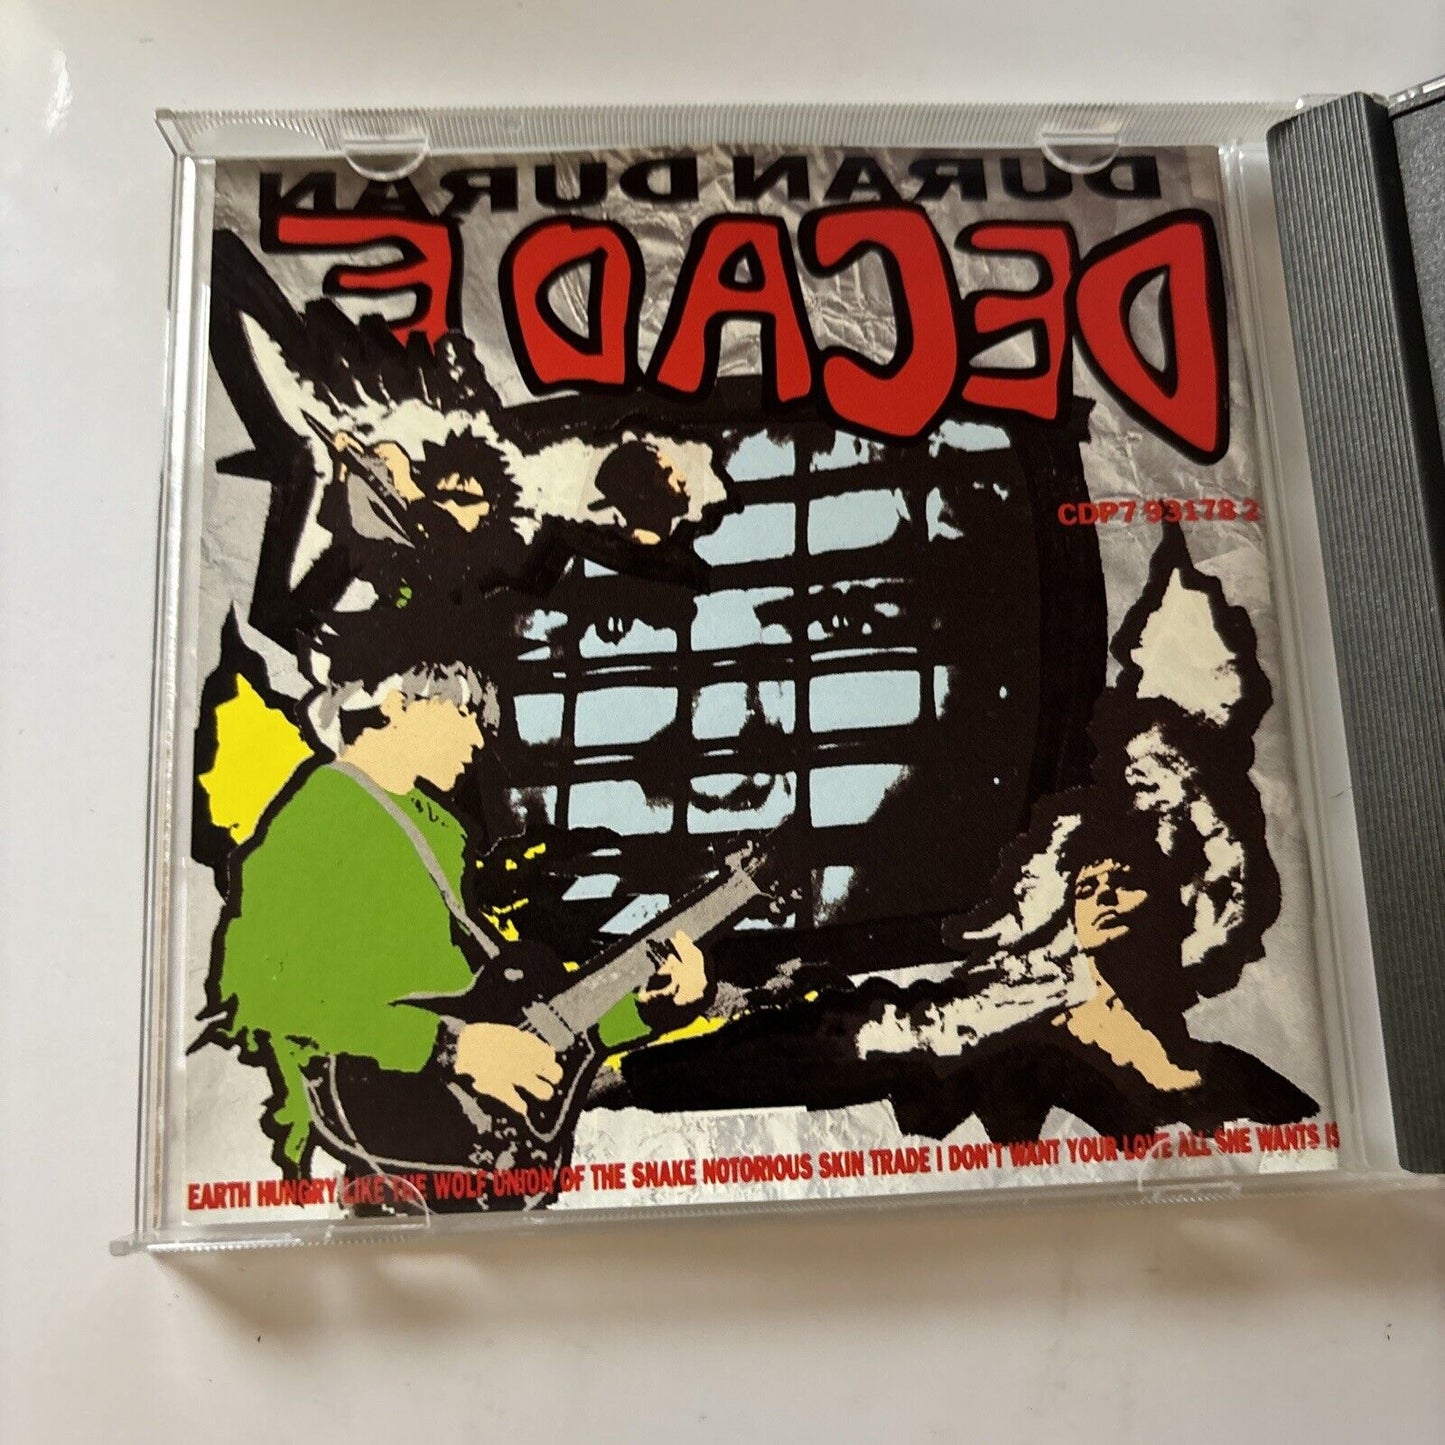 DURAN DURAN
DECADE
CDP7 93178 2
EARTH HUNGRY LIKE THE WOLF UNION OF THE SNAKE NOTORIOUS SKIN TRADE I DON'T WANT YOUR LOVE ALL SHE WANTS IS